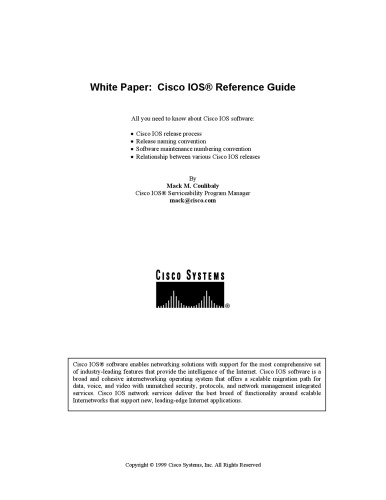 White Paper: Cisco IOS® Reference Guide
All you need to know about Cisco IOS software:
• Cisco IOS release process
• Release naming convention
• Software maintenance numbering convention
• Relationship between various Cisco IOS releases
By
Mack M. Coulibaly
Cisco IOS® Serviceability Program Manager
mack@cisco.com
CISCO SYSTEMS
®
Cisco IOS® software enables networking solutions with support for the most comprehensive set
of industry-leading features that provide the intelligence of the Internet. Cisco IOS software is a
broad and cohesive internetworking operating system that offers a scalable migration path for
data, voice, and video with unmatched security, protocols, and network management integrated
services. Cisco IOS network services deliver the best breed of functionality around scalable
Internetworks that support new, leading-edge Internet applications.
Copyright © 1999 Cisco Systems, Inc. All Rights Reserved